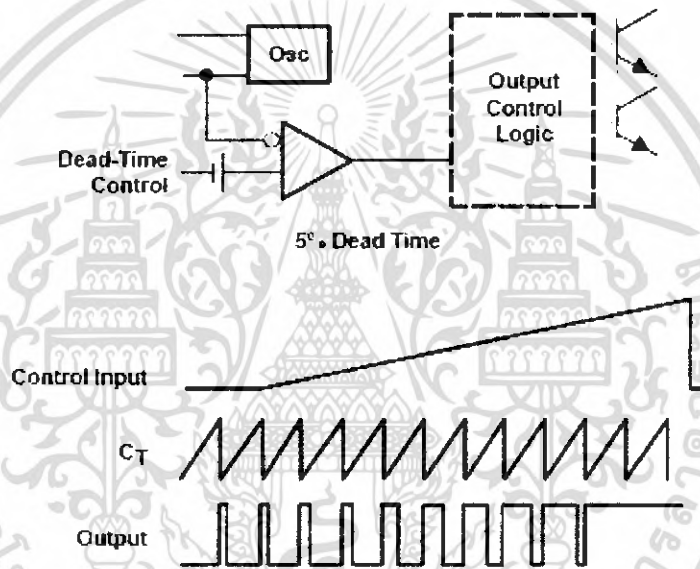 Osc
Output
Control
Logic
Dead-Time
Control
5° • Dead Time
Control Input
CT
Output